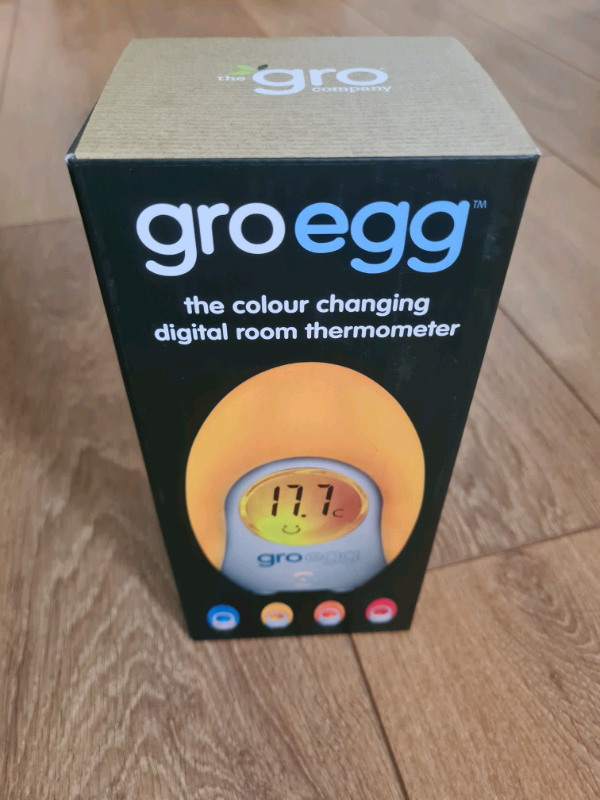 the gro
company
gro egg™
the colour changing
digital room thermometer
17.7c
gro egg